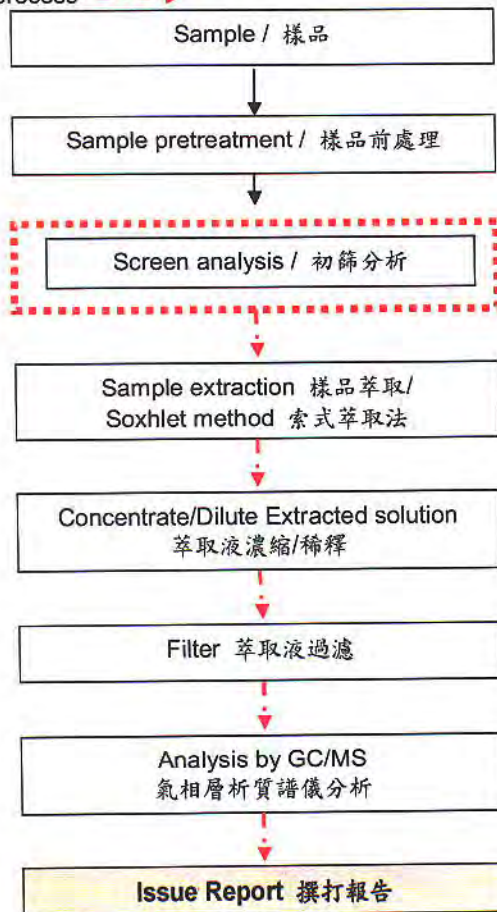 Sample / 樣品
Sample pretreatment / 樣品前處理
Screen analysis / 初篩分析
Sample extraction 樣品萃取/
Soxhlet method 索式萃取法
Concentrate/Dilute Extracted solution
萃取液濃縮/稀釋
Filter 萃取液過濾
Analysis by GC/MS
氣相層析質譜儀分析
Issue Report 撰打報告